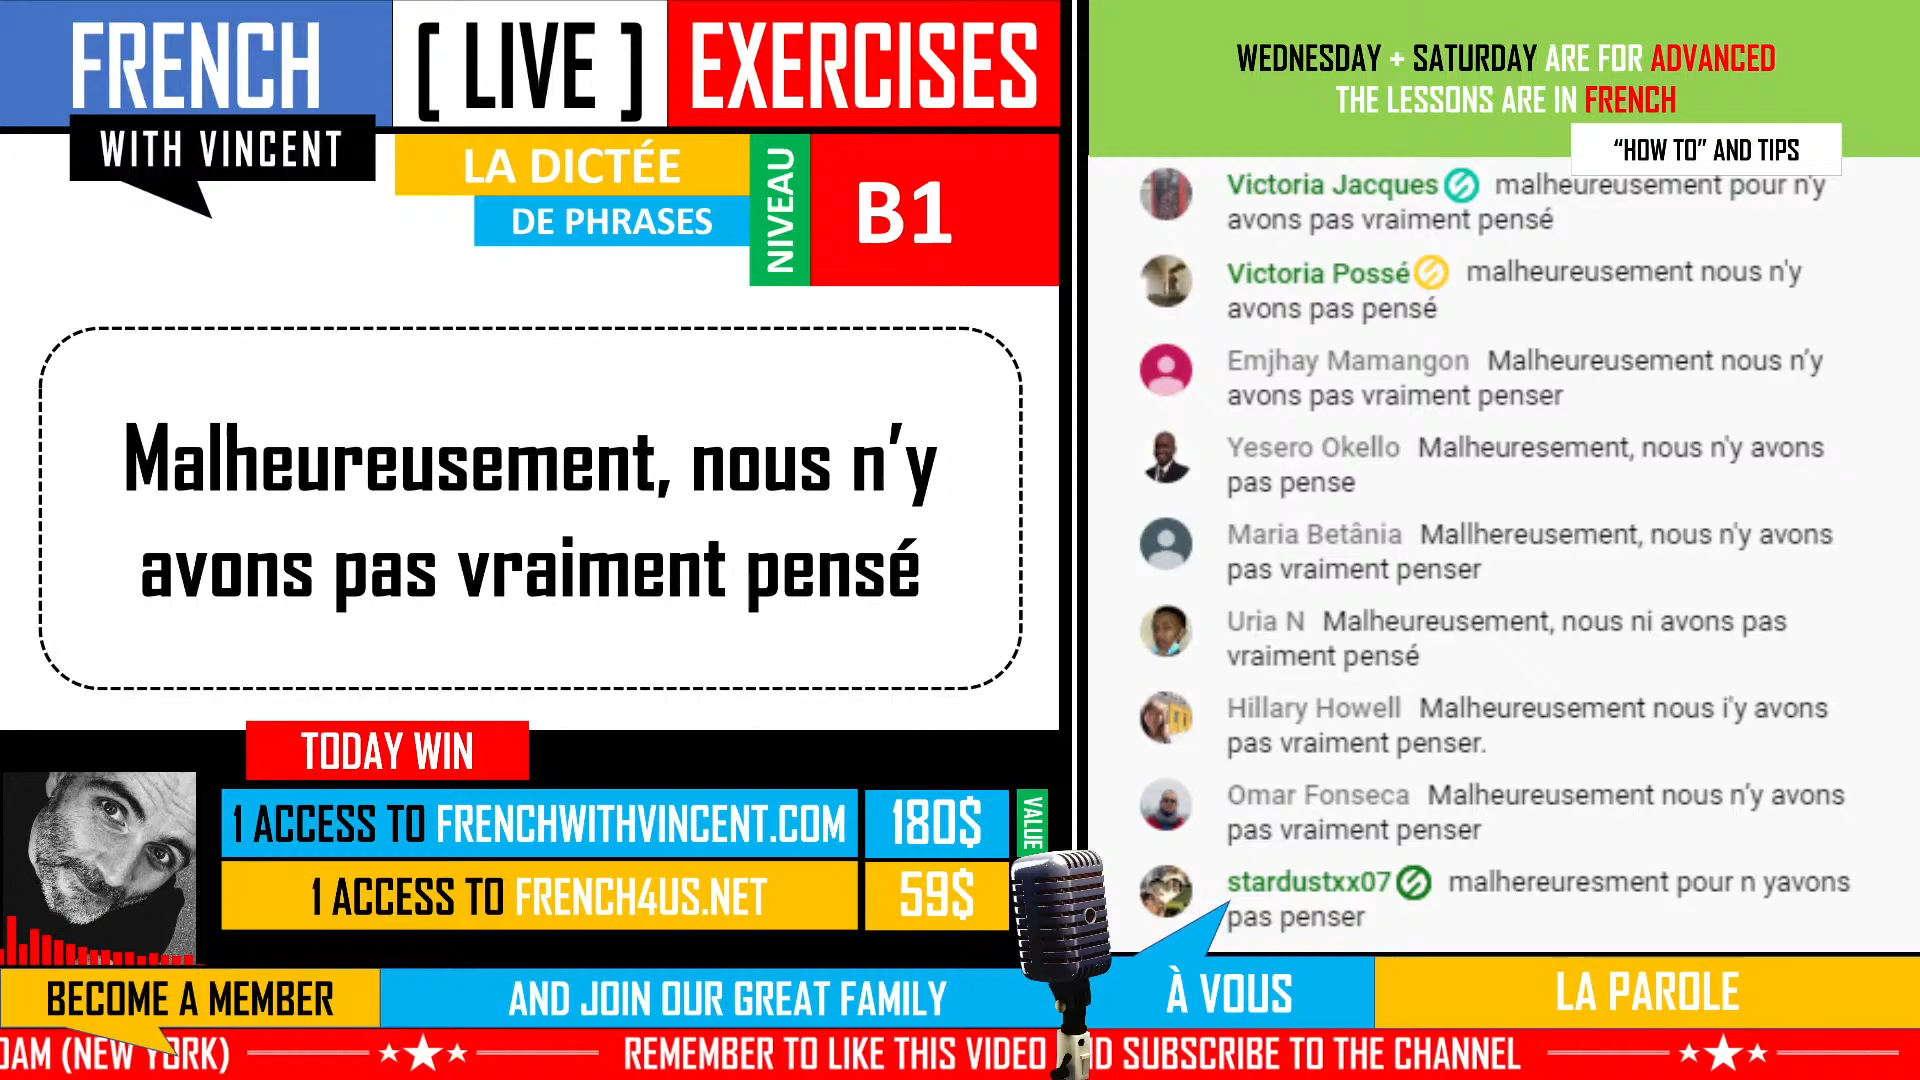 FRENCH
[ LIVE ]
EXERCISES
WITH VINCENT
LA DICTÉE
DE PHRASES
NIVEAU
B1
Malheureusement, nous n’y
avons pas vraiment pensé
TODAY WIN
1 ACCESS TO FRENCHWITHVINCENT.COM
180$
VALUE
1 ACCESS TO FRENCH4US.NET
59$
WEDNESDAY + SATURDAY ARE FOR ADVANCED
THE LESSONS ARE IN FRENCH
“HOW TO” AND TIPS
Victoria Jacques malheureusement pour n'y
avons pas vraiment pensé
Victoria Possé malheureusement nous n'y
avons pas pensé
Emjhay Mamangon Malheureusement nous n’y
avons pas vraiment penser
Yesero Okello Malheuresement, nous n'y avons
pas pense
Maria Betânia Mallhereusement, nous n'y avons
pas vraiment penser
Uria N Malheureusement, nous ni avons pas
vraiment pensé
Hillary Howell Malheureusement nous i'y avons
pas vraiment penser.
Omar Fonseca Malheureusement nous n’y avons
pas vraiment penser
stardustxx07 malhereuresment pour n yavons
pas penser
BECOME A MEMBER
AND JOIN OUR GREAT FAMILY
À VOUS
LA PAROLE
DAM (NEW YORK)
REMEMBER TO LIKE THIS VIDEO
D SUBSCRIBE TO THE CHANNEL